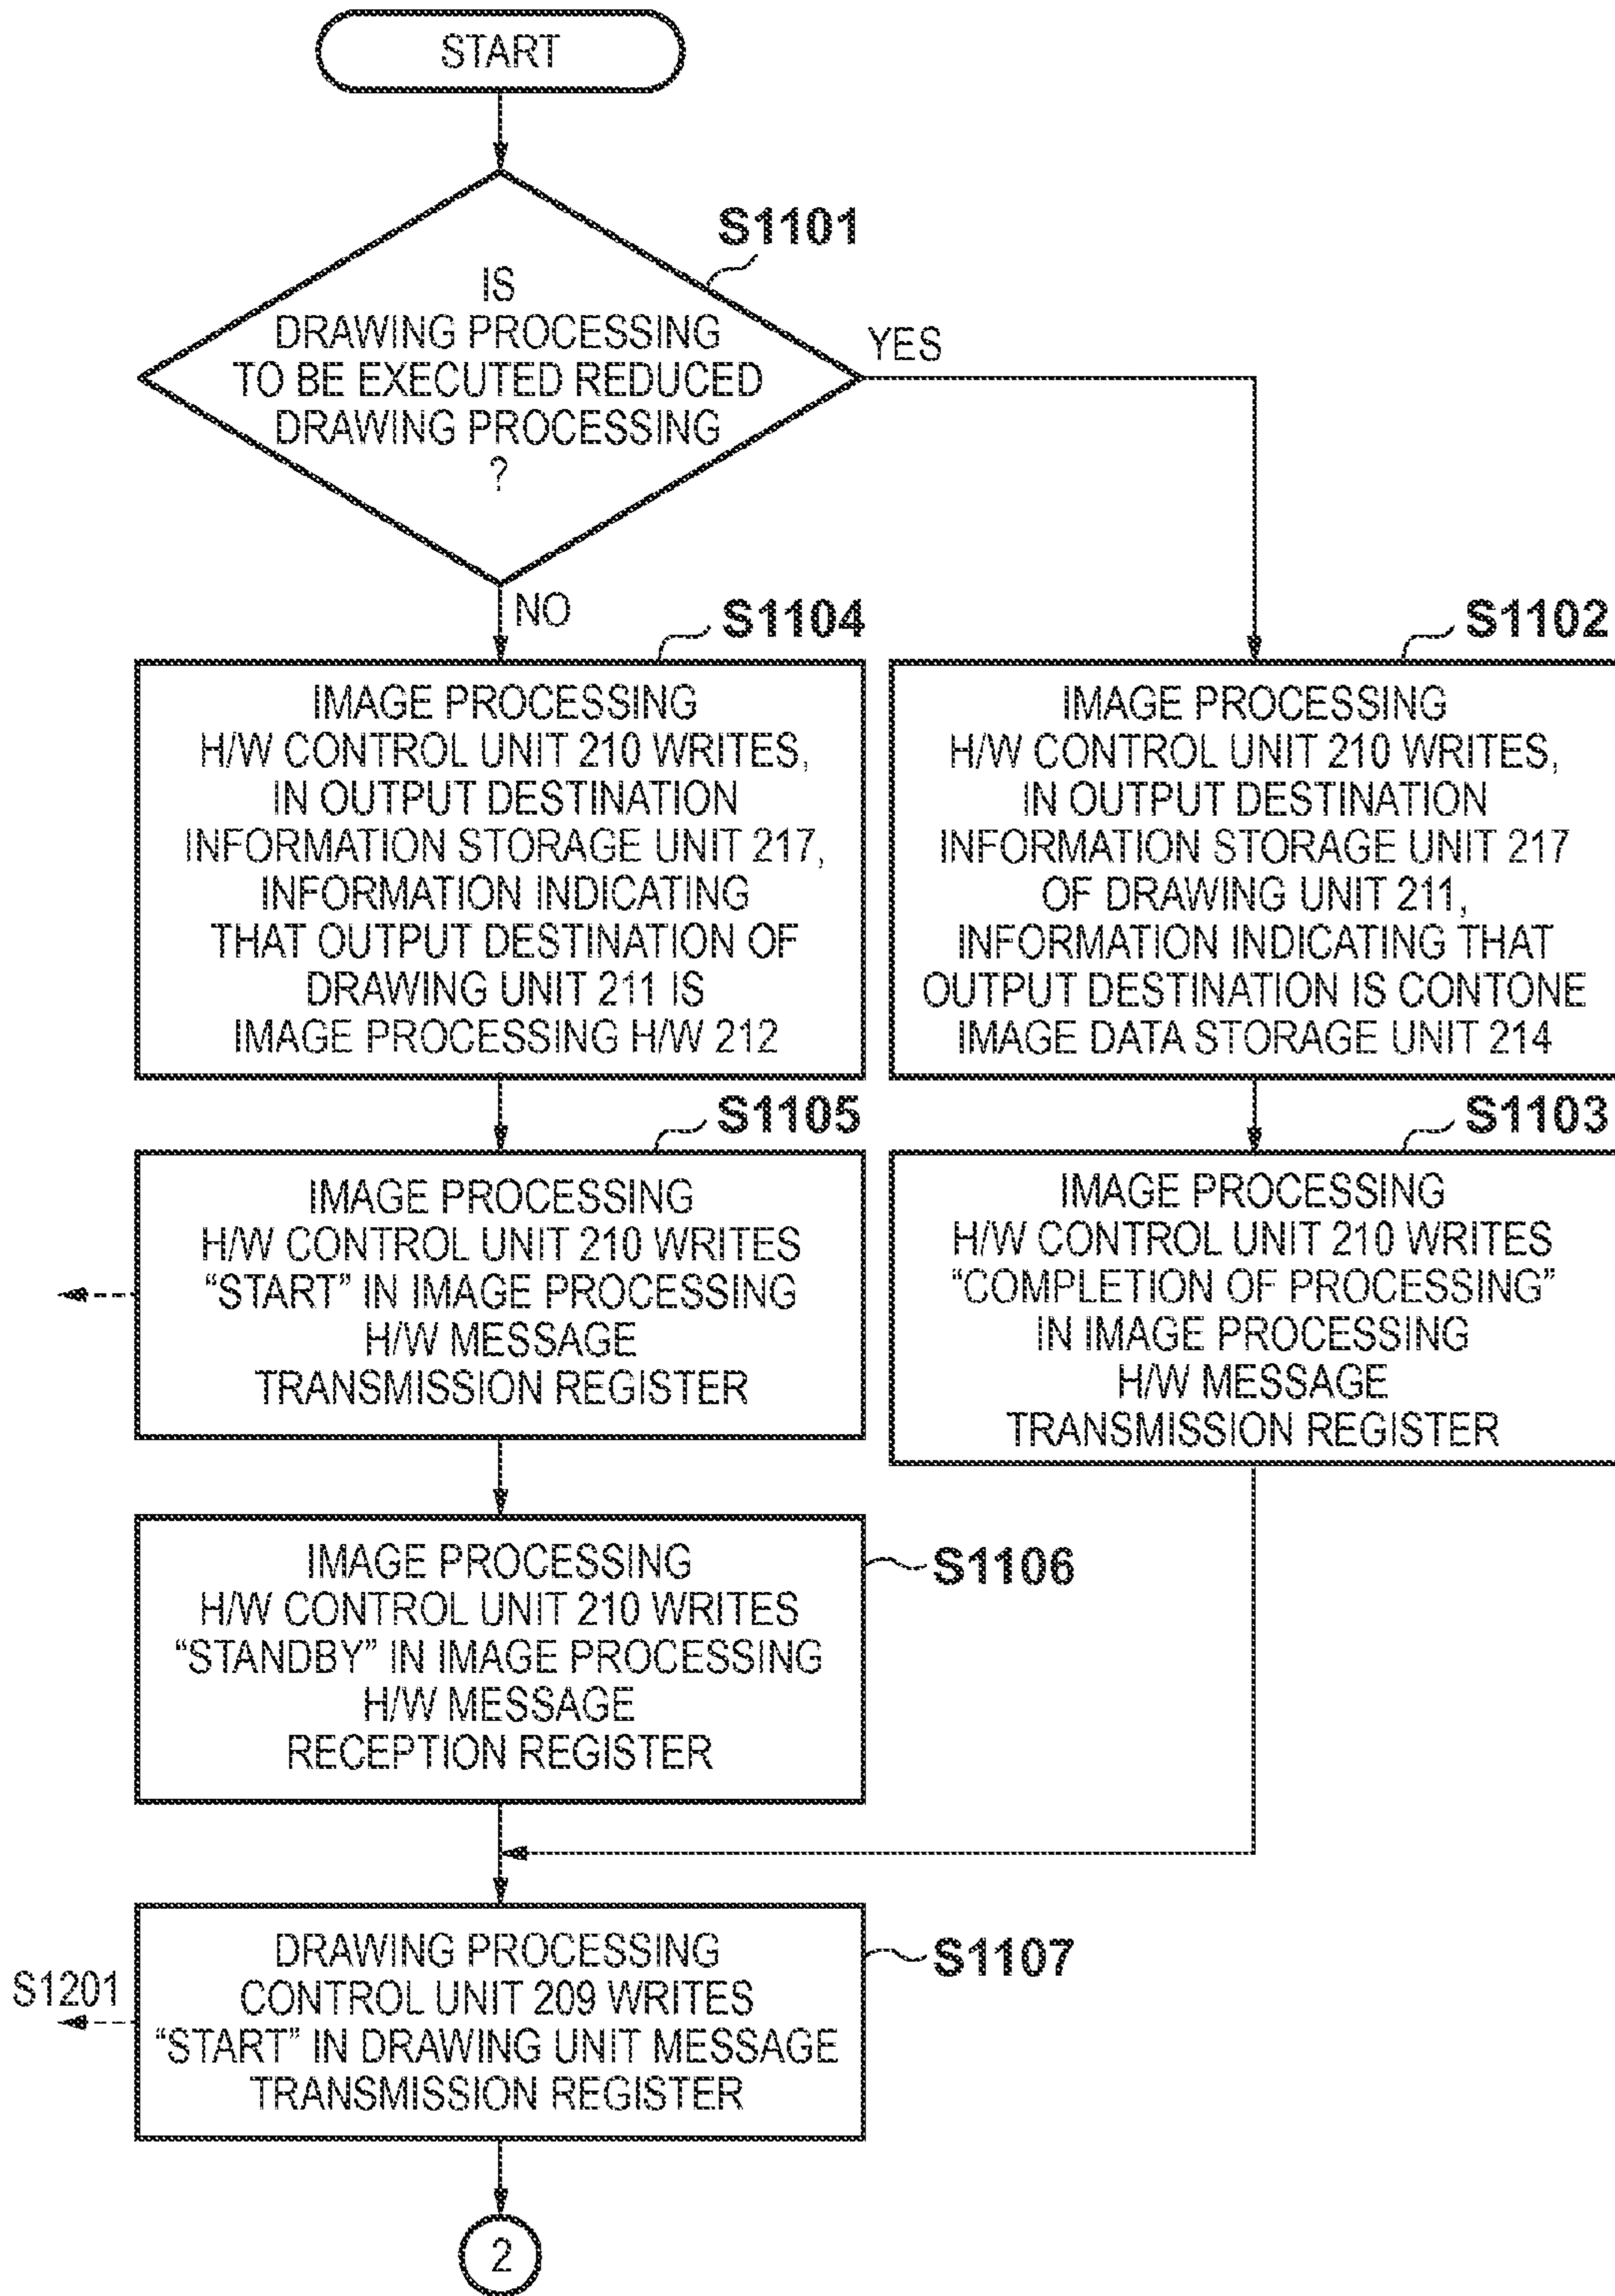 START
S1101
IS
DRAWING PROCESSING
TO BE EXECUTED REDUCED
DRAWING PROCESSING
?
YES
NO
S1104
IMAGE PROCESSING
H/W CONTROL UNIT 210 WRITES,
IN OUTPUT DESTINATION
INFORMATION STORAGE UNIT 217,
INFORMATION INDICATING
THAT OUTPUT DESTINATION OF
DRAWING UNIT 211 IS
IMAGE PROCESSING H/W 212
S1102
IMAGE PROCESSING
H/W CONTROL UNIT 210 WRITES,
IN OUTPUT DESTINATION
INFORMATION STORAGE UNIT 217
OF DRAWING UNIT 211,
INFORMATION INDICATING THAT
OUTPUT DESTINATION IS CONTONE
IMAGE DATA STORAGE UNIT 214
S1105
IMAGE PROCESSING
H/W CONTROL UNIT 210 WRITES
“START” IN IMAGE PROCESSING
H/W MESSAGE
TRANSMISSION REGISTER
S1103
IMAGE PROCESSING
H/W CONTROL UNIT 210 WRITES
“COMPLETION OF PROCESSING”
IN IMAGE PROCESSING
H/W MESSAGE
TRANSMISSION REGISTER
IMAGE PROCESSING
H/W CONTROL UNIT 210 WRITES
“STANDBY” IN IMAGE PROCESSING
H/W MESSAGE
RECEPTION REGISTER
S1106
S1201
DRAWING PROCESSING
CONTROL UNIT 209 WRITES
“START” IN DRAWING UNIT MESSAGE
TRANSMISSION REGISTER
S1107
2